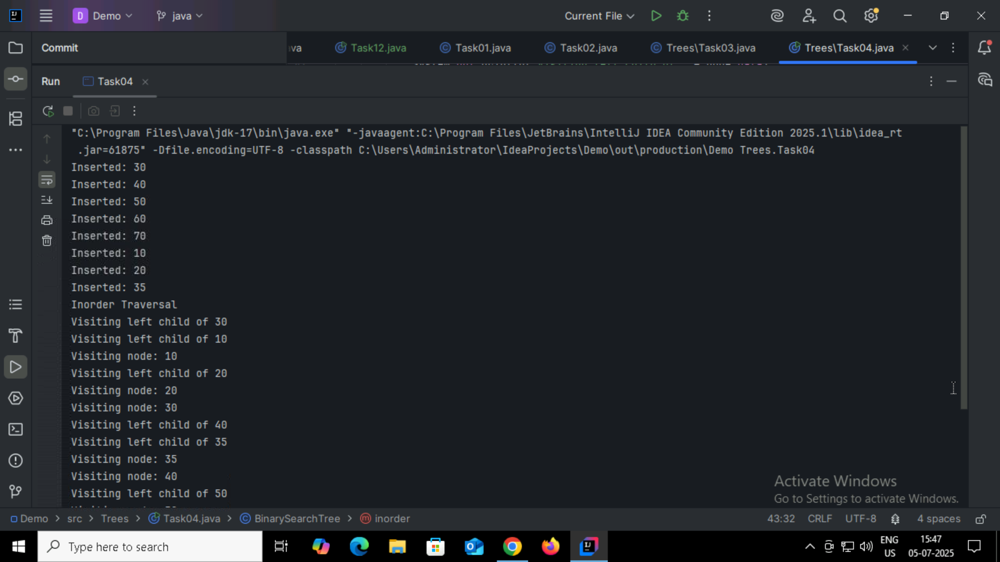 D Demo
java
Current File
Commit
va
Task12.java
Task01.java
Task02.java
Trees\Task03.java
Trees\Task04.java
Run
Task04
"C:\Program Files\Java\jdk-17\bin\java.exe" "-javaagent:C:\Program Files\JetBrains\IntelliJ IDEA Community Edition 2025.1\lib\idea_rt
.jar=61875" -Dfile.encoding=UTF-8 -classpath C:\Users\Administrator\IdeaProjects\Demo\out\production\Demo Trees.Task04
Inserted: 30
Inserted: 40
Inserted: 50
Inserted: 60
Inserted: 70
Inserted: 10
Inserted: 20
Inserted: 35
Inorder Traversal
Visiting left child of 30
Visiting left child of 10
Visiting node: 10
Visiting left child of 20
Visiting node: 20
Visiting node: 30
Visiting left child of 40
Visiting left child of 35
Visiting node: 35
Visiting node: 40
Visiting left child of 50
Activate Windows
Go to Settings to activate Windows.
Demo > src > Trees > Task04.java > BinarySearchTree > inorder
43:32 CRLF UTF-8 4 spaces
Type here to search
ENG
US
15:47
05-07-2025